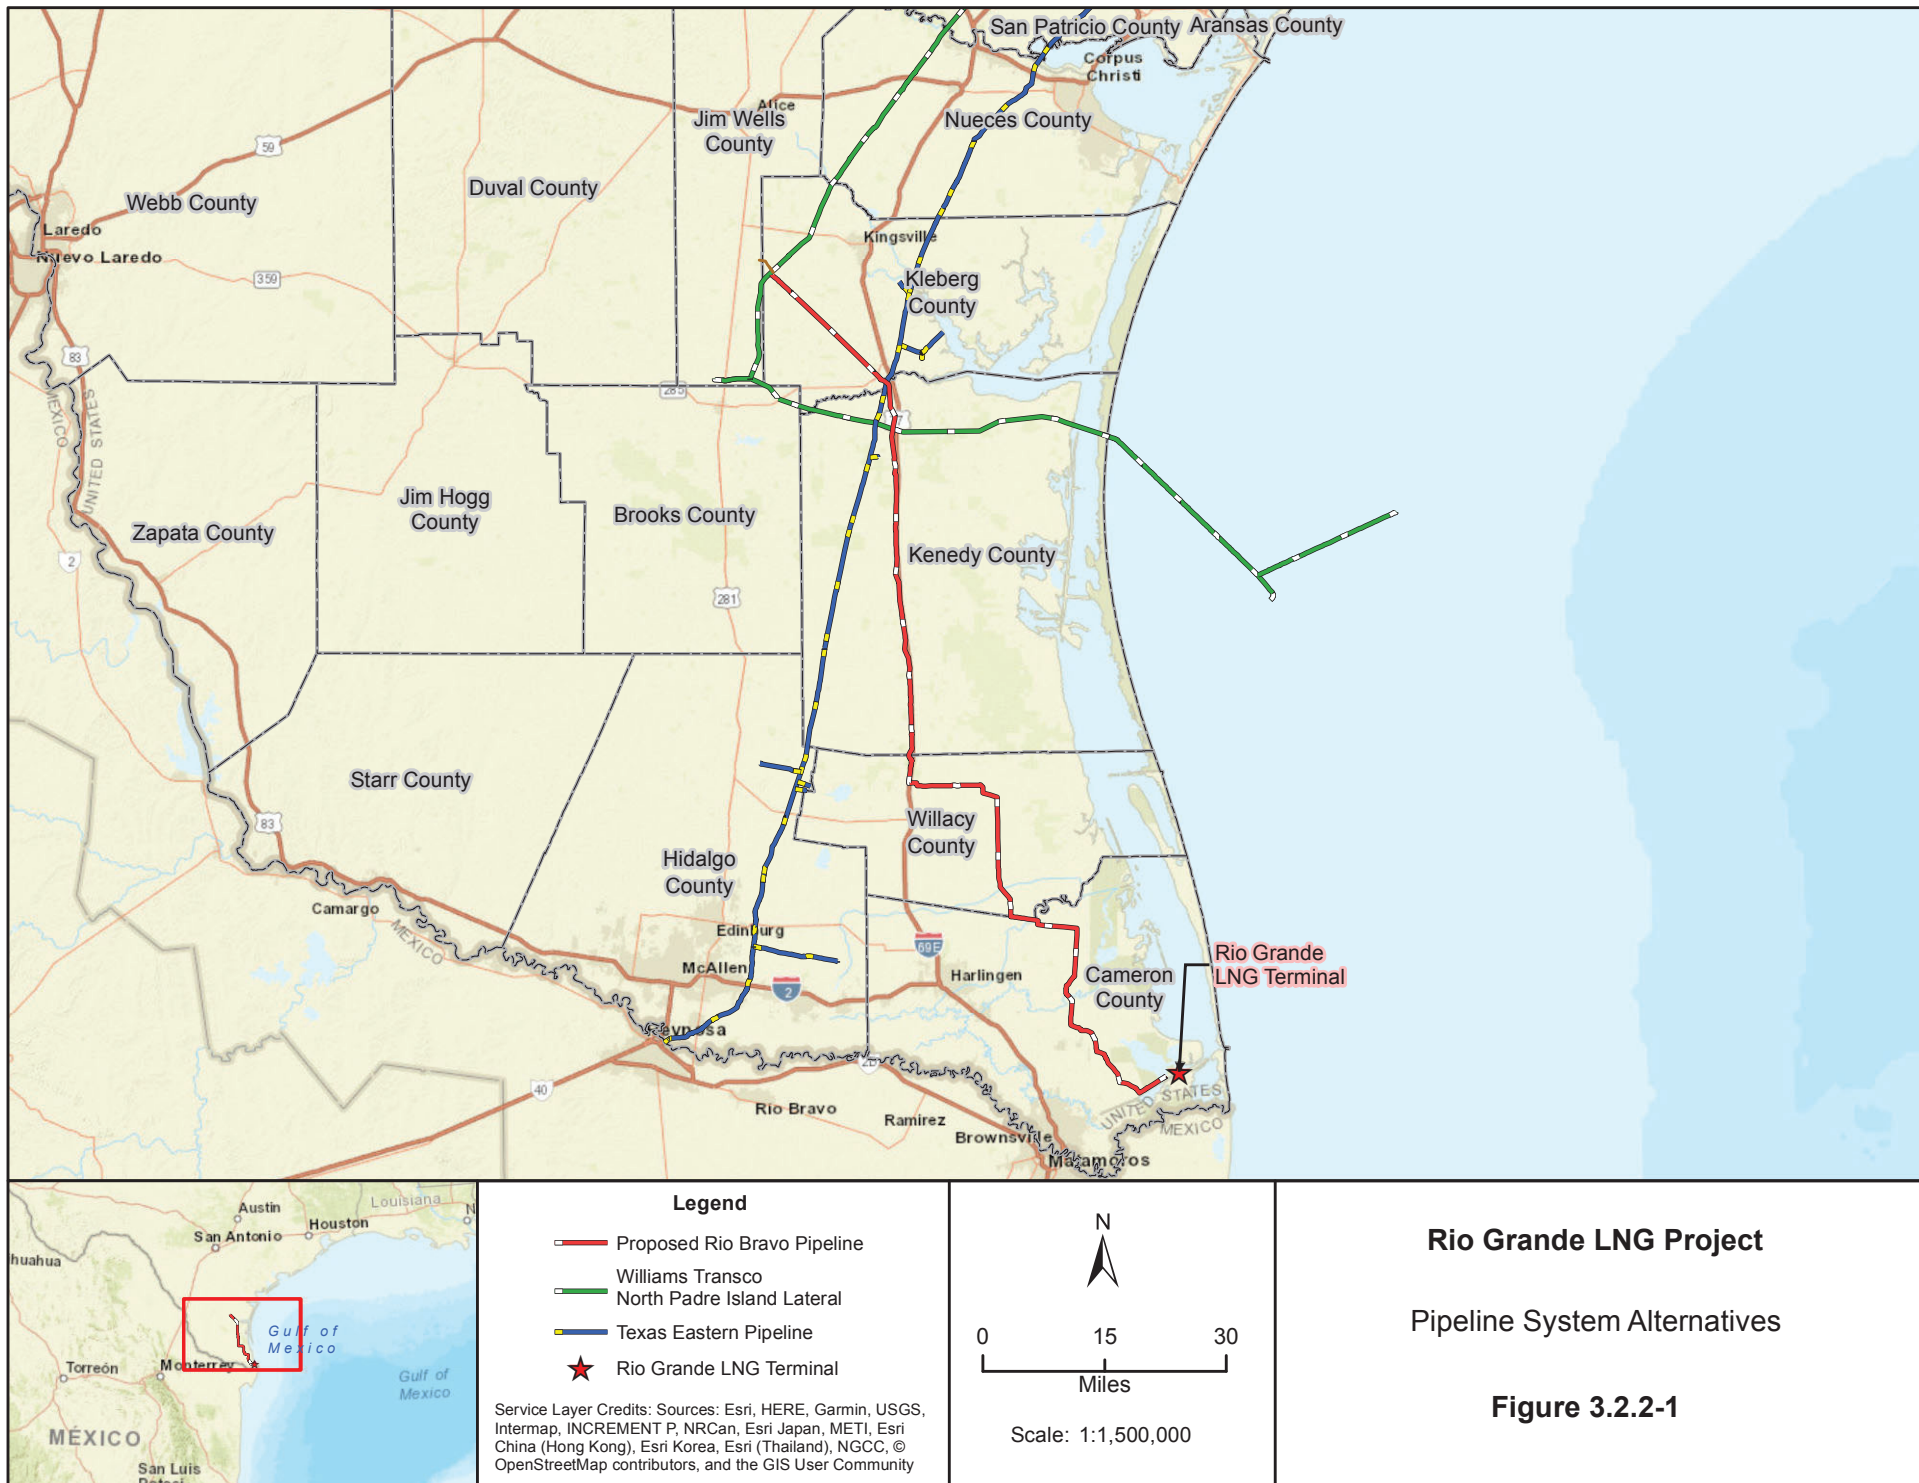 San Patricio County
Aransas County
Corpus
Christi
Alice
Jim Wells
County
Nueces County
59
Webb County
Duval County
Laredo
Nuevo Laredo
Kingsville
359
Kleberg
County
83
MEXICO
UNITED STATES
285
Jim Hogg
County
Brooks County
Zapata County
Kenedy County
2
281
Starr County
83
Willacy
County
Hidalgo
County
Camargo
MEXICO
Edinburg
69E
McAllen
2
Harlingen
Cameron
County
Rio Grande
LNG Terminal
Reynosa
2D
40
Rio Bravo
Ramirez
Brownsville
Matamoros
UNITED STATES
MEXICO
Austin
Louisiana
San Antonio
Houston
N
huahua
Gulf of
Mexico
Torreón
Monterrey
Gulf of
Mexico
MÉXICO
San Luis
Potosi
Legend
Proposed Rio Bravo Pipeline
Williams Transco
North Padre Island Lateral
Texas Eastern Pipeline
Rio Grande LNG Terminal
Service Layer Credits: Sources: Esri, HERE, Garmin, USGS,
Intermap, INCREMENT P, NRCan, Esri Japan, METI, Esri
China (Hong Kong), Esri Korea, Esri (Thailand), NGCC, ©
OpenStreetMap contributors, and the GIS User Community
N
0 15 30
Miles
Scale: 1:1,500,000
Rio Grande LNG Project
Pipeline System Alternatives
Figure 3.2.2-1